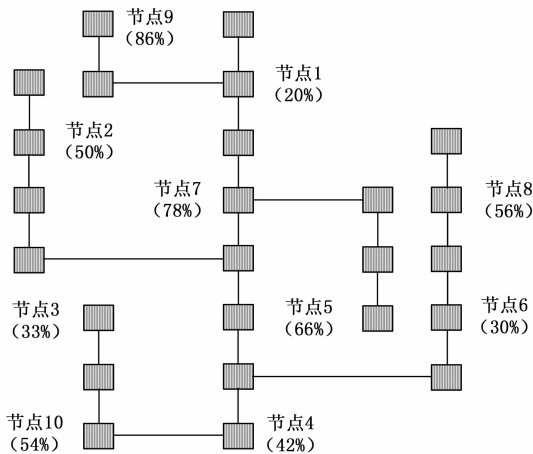 节点9
(86%)
节点1
(20%)
节点2
(50%)
节点7
(78%)
节点8
(56%)
节点3
(33%)
节点5
(66%)
节点6
(30%)
节点10
(54%)
节点4
(42%)